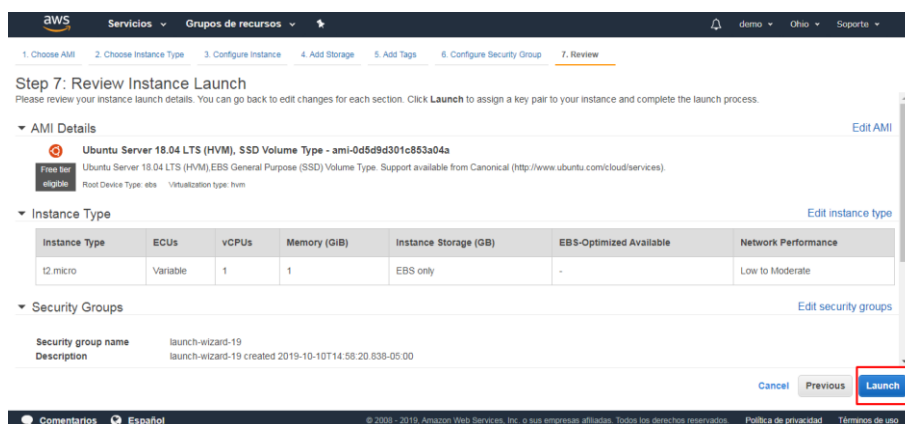 aws Servicios Grupos de recursos demo Ohio Soporte
1. Choose AMI 2. Choose Instance Type 3. Configure Instance 4. Add Storage 5. Add Tags 6. Configure Security Group 7. Review
Step 7: Review Instance Launch
Please review your instance launch details. You can go back to edit changes for each section. Click Launch to assign a key pair to your instance and complete the launch process.
AMI Details Edit AMI
Ubuntu Server 18.04 LTS (HVM), SSD Volume Type - ami-0d5d9d301c853a04a
Free tier eligible
Ubuntu Server 18.04 LTS (HVM),EBS General Purpose (SSD) Volume Type. Support available from Canonical (http://www.ubuntu.com/cloud/services).
Root Device Type: ebs Virtualization type: hvm
Instance Type Edit instance type
Instance Type ECUs vCPUs Memory (GiB) Instance Storage (GB) EBS-Optimized Available Network Performance
t2.micro Variable 1 1 EBS only - Low to Moderate
Security Groups Edit security groups
Security group name launch-wizard-19
Description launch-wizard-19 created 2019-10-10T14:58:20.838-05:00
Cancel Previous Launch
Comentarios Español © 2008 - 2019, Amazon Web Services, Inc. o sus empresas afiliadas. Todos los derechos reservados. Política de privacidad Términos de uso